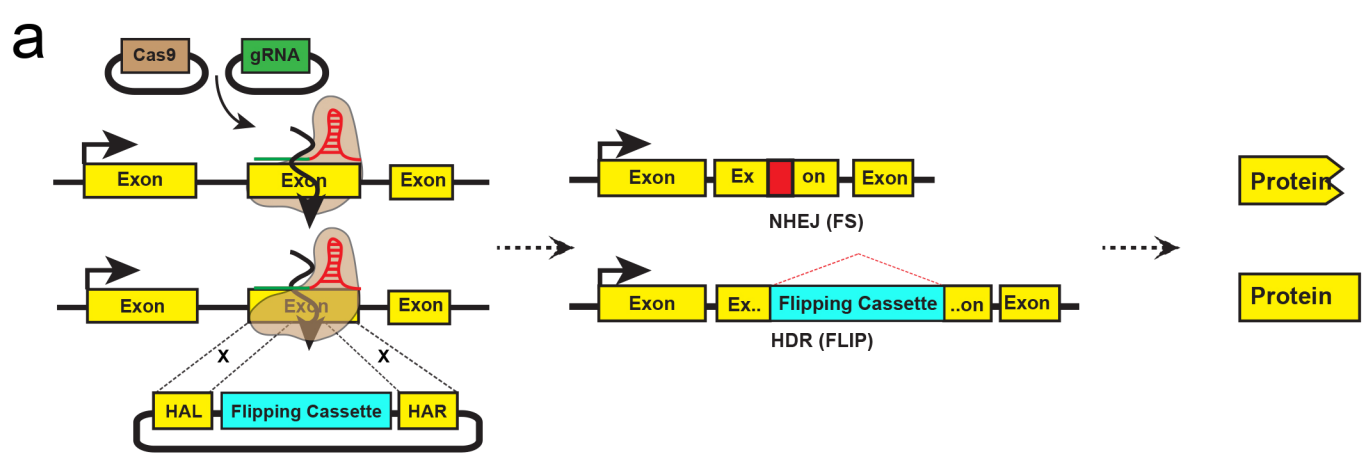 a
Cas9 gRNA
Exon Exon Exon
Exon Exon Exon
X X
HAL Flipping Cassette HAR
Exon Ex on Exon
NHEJ (FS)
Exon Ex.. Flipping Cassette ..on Exon
HDR (FLIP)
Protein
Protein